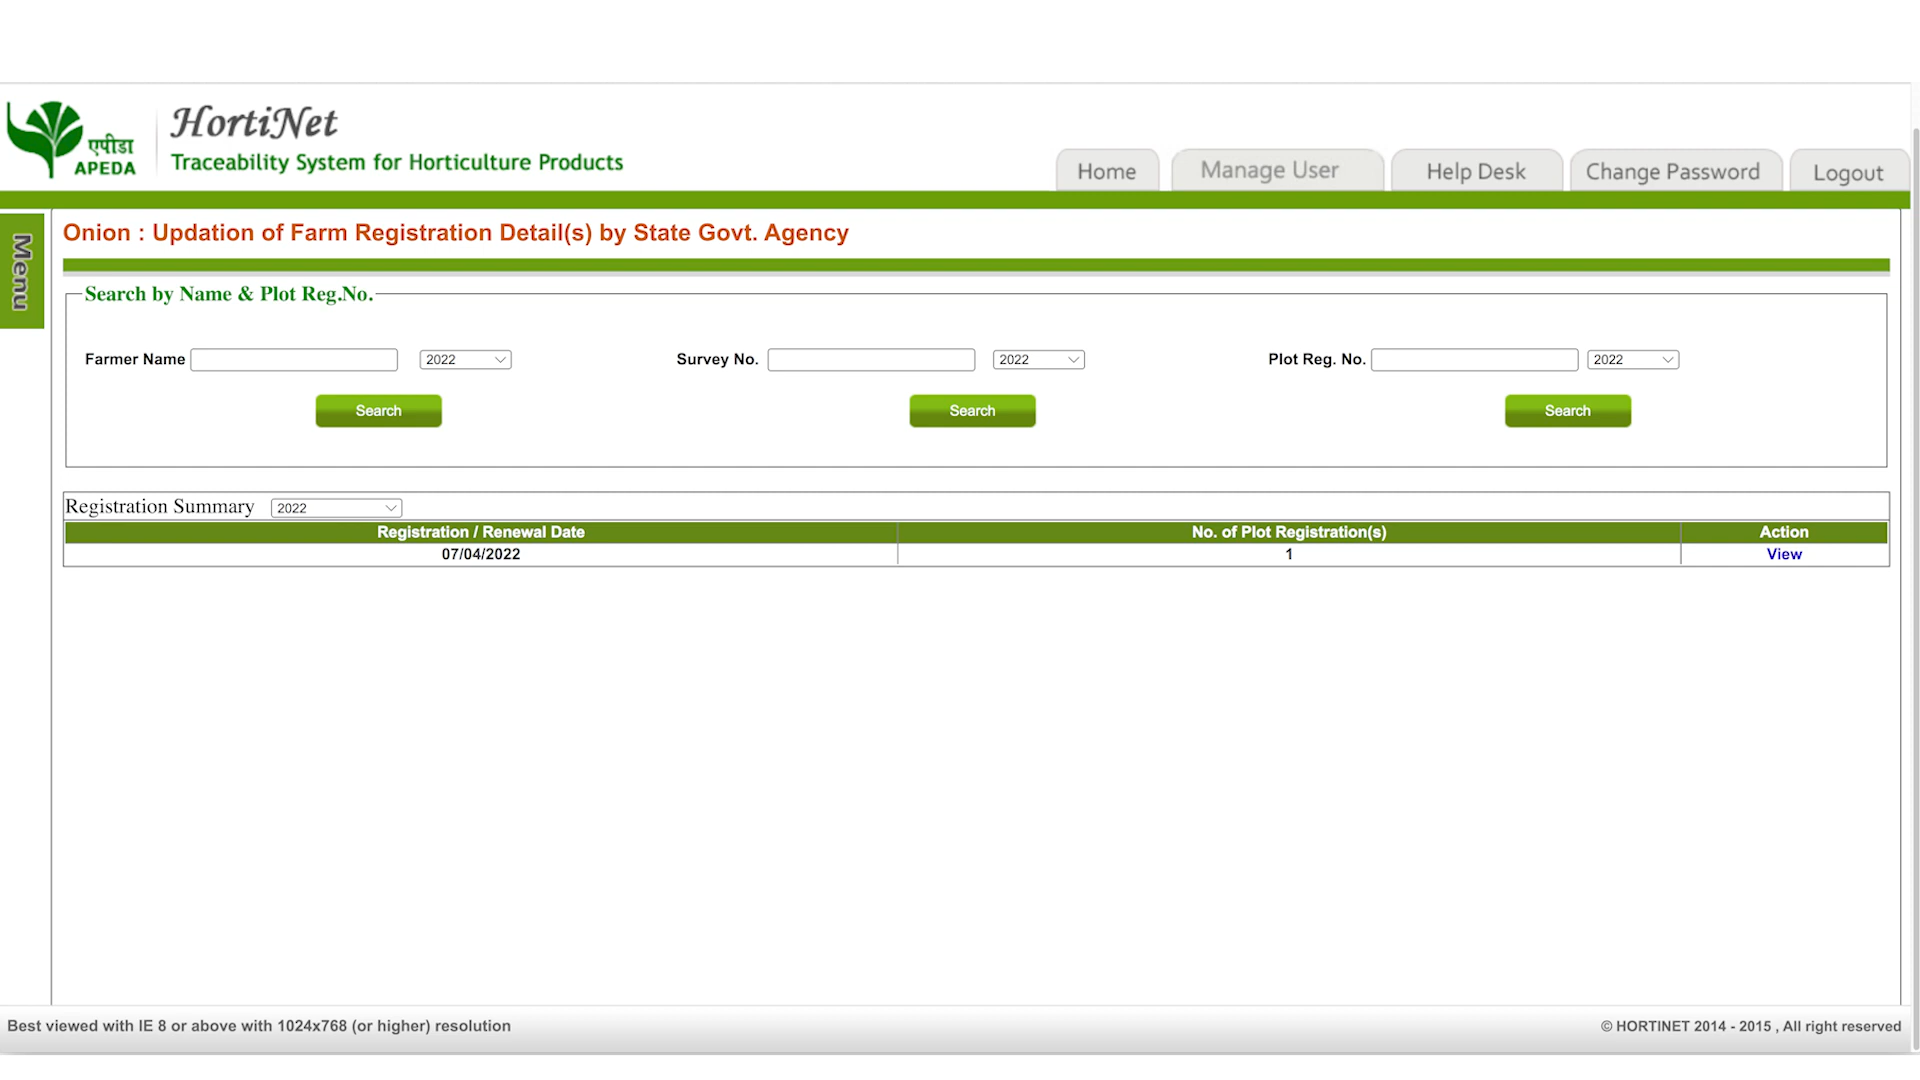 एपीडा
APEDA
HortiNet
Traceability System for Horticulture Products
Home
Manage User
Help Desk
Change Password
Logout
Menu
Onion : Updation of Farm Registration Detail(s) by State Govt. Agency
Search by Name & Plot Reg.No.
Farmer Name 2022 Survey No. 2022 Plot Reg. No. 2022
Search Search Search
Registration Summary 2022
Registration / Renewal Date No. of Plot Registration(s) Action
07/04/2022 1 View
Best viewed with IE 8 or above with 1024x768 (or higher) resolution
© HORTINET 2014 - 2015 , All right reserved